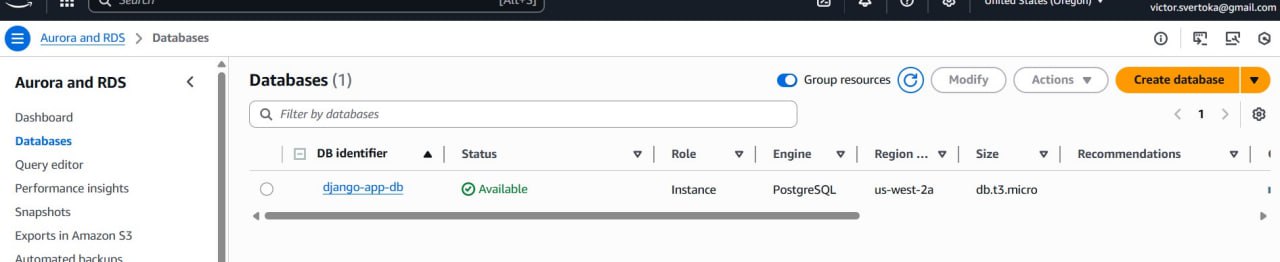 Search [Alt+S] United States (Oregon) victor.svertoka@gmail.com
Aurora and RDS > Databases
Aurora and RDS
Dashboard
Databases
Query editor
Performance insights
Snapshots
Exports in Amazon S3
Automated backups
Databases (1) Group resources Modify Actions Create database
Filter by databases 1
DB identifier Status Role Engine Region ... Size Recommendations
django-app-db Available Instance PostgreSQL us-west-2a db.t3.micro